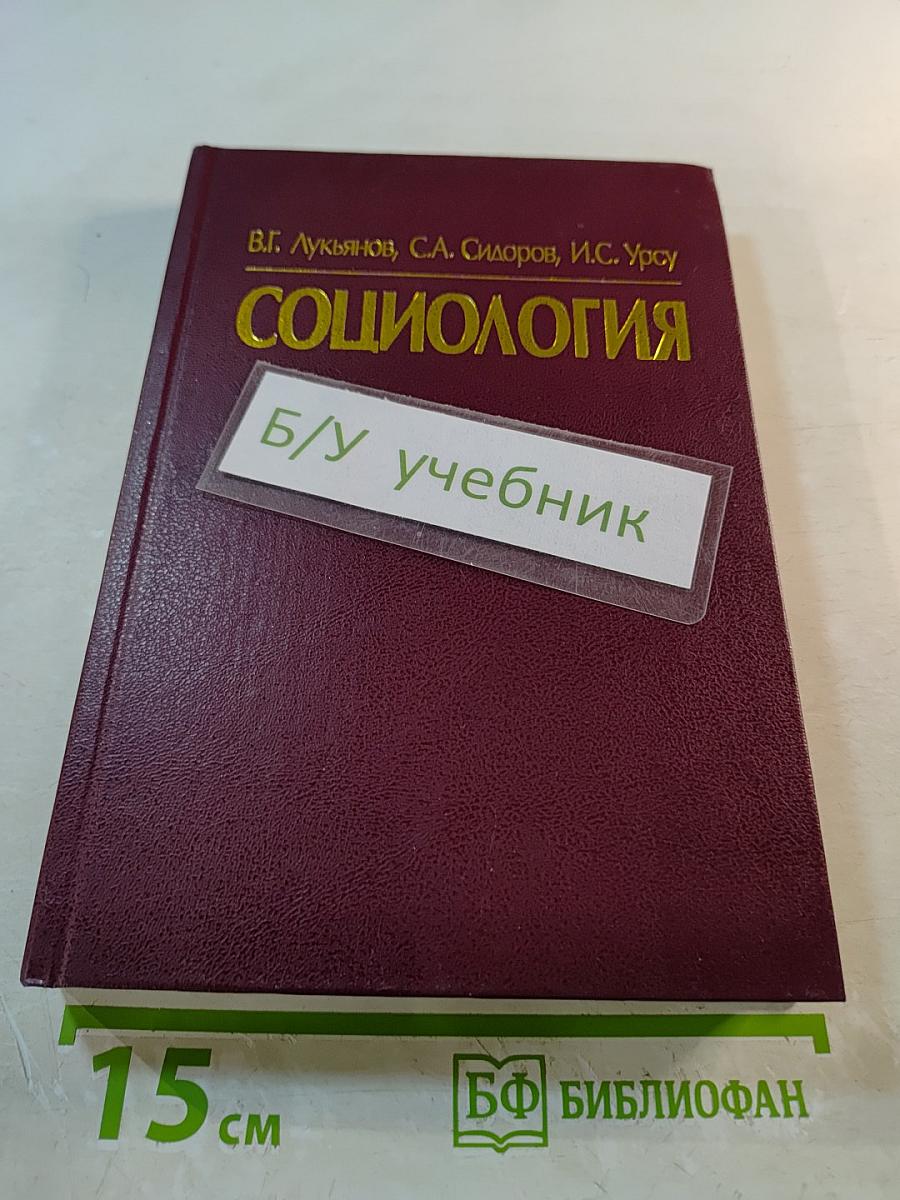 В.Г. Лукьянов, С.А. Сидоров, И.С. Урсу
СОЦИОЛОГИЯ
Б/У учебник
15 см
БФ БИБЛИОФАН